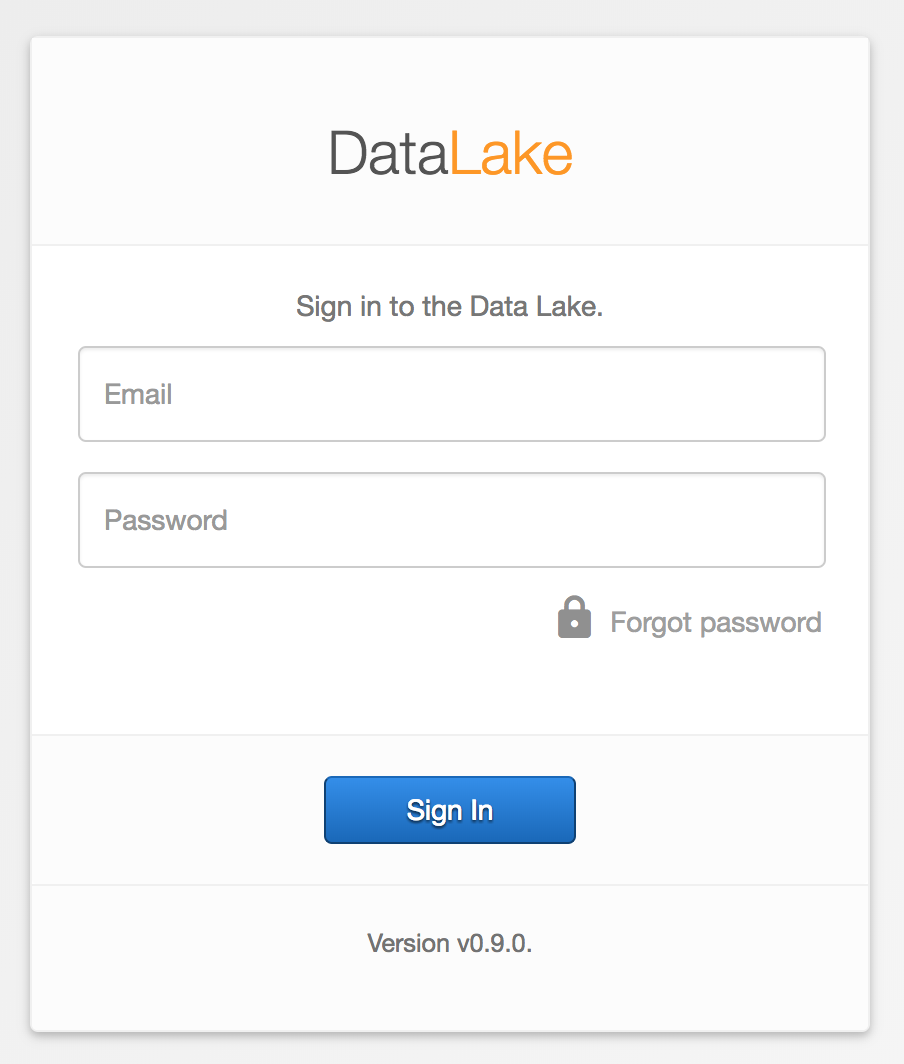 DataLake
Sign in to the Data Lake.
Email
Password
Forgot password
Sign In
Version v0.9.0.